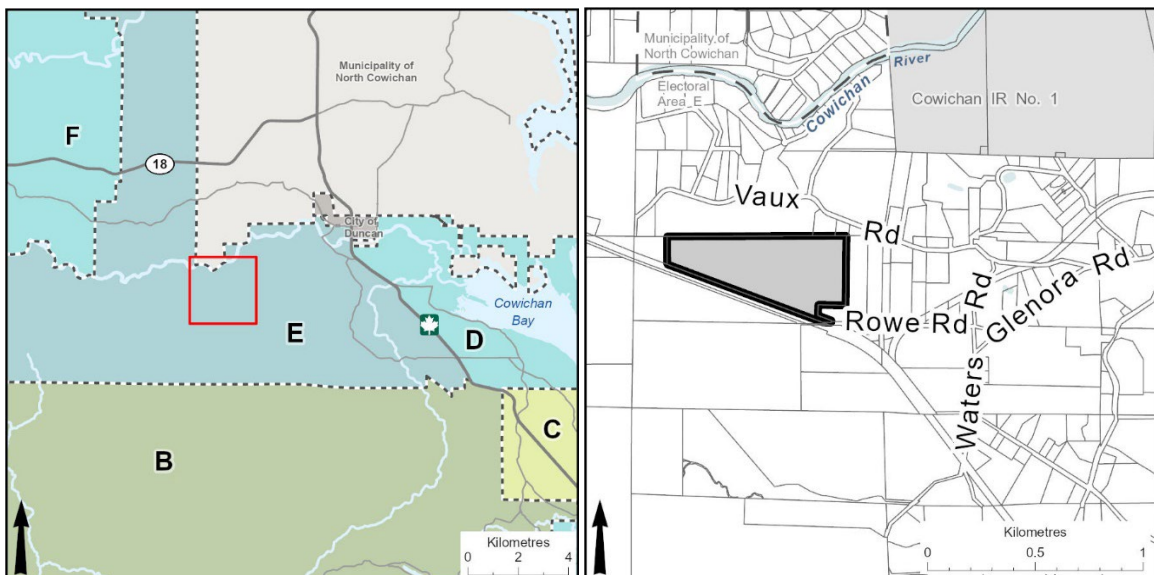 Municipality of
North Cowichan
F
18
City of
Duncan
Cowichan
Bay
E
D
C
B
Kilometres
0 2 4
Municipality of
North Cowichan
Electoral
Area E
Cowichan
River
Cowichan IR No. 1
Vaux
Rd
Rowe Rd
Waters Rd
Glenora Rd
Kilometres
0 0.5 1